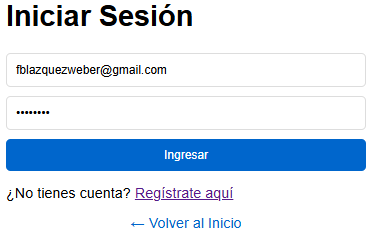 Iniciar Sesión
fblazquezweber@gmail.com
••••••••
Ingresar
¿No tienes cuenta? Regístrate aquí
← Volver al Inicio